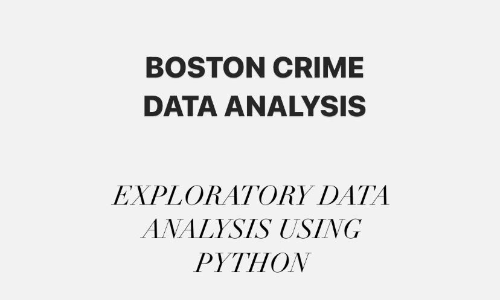 BOSTON CRIME
DATA ANALYSIS
EXPLORATORY DATA
ANALYSIS USING
PYTHON